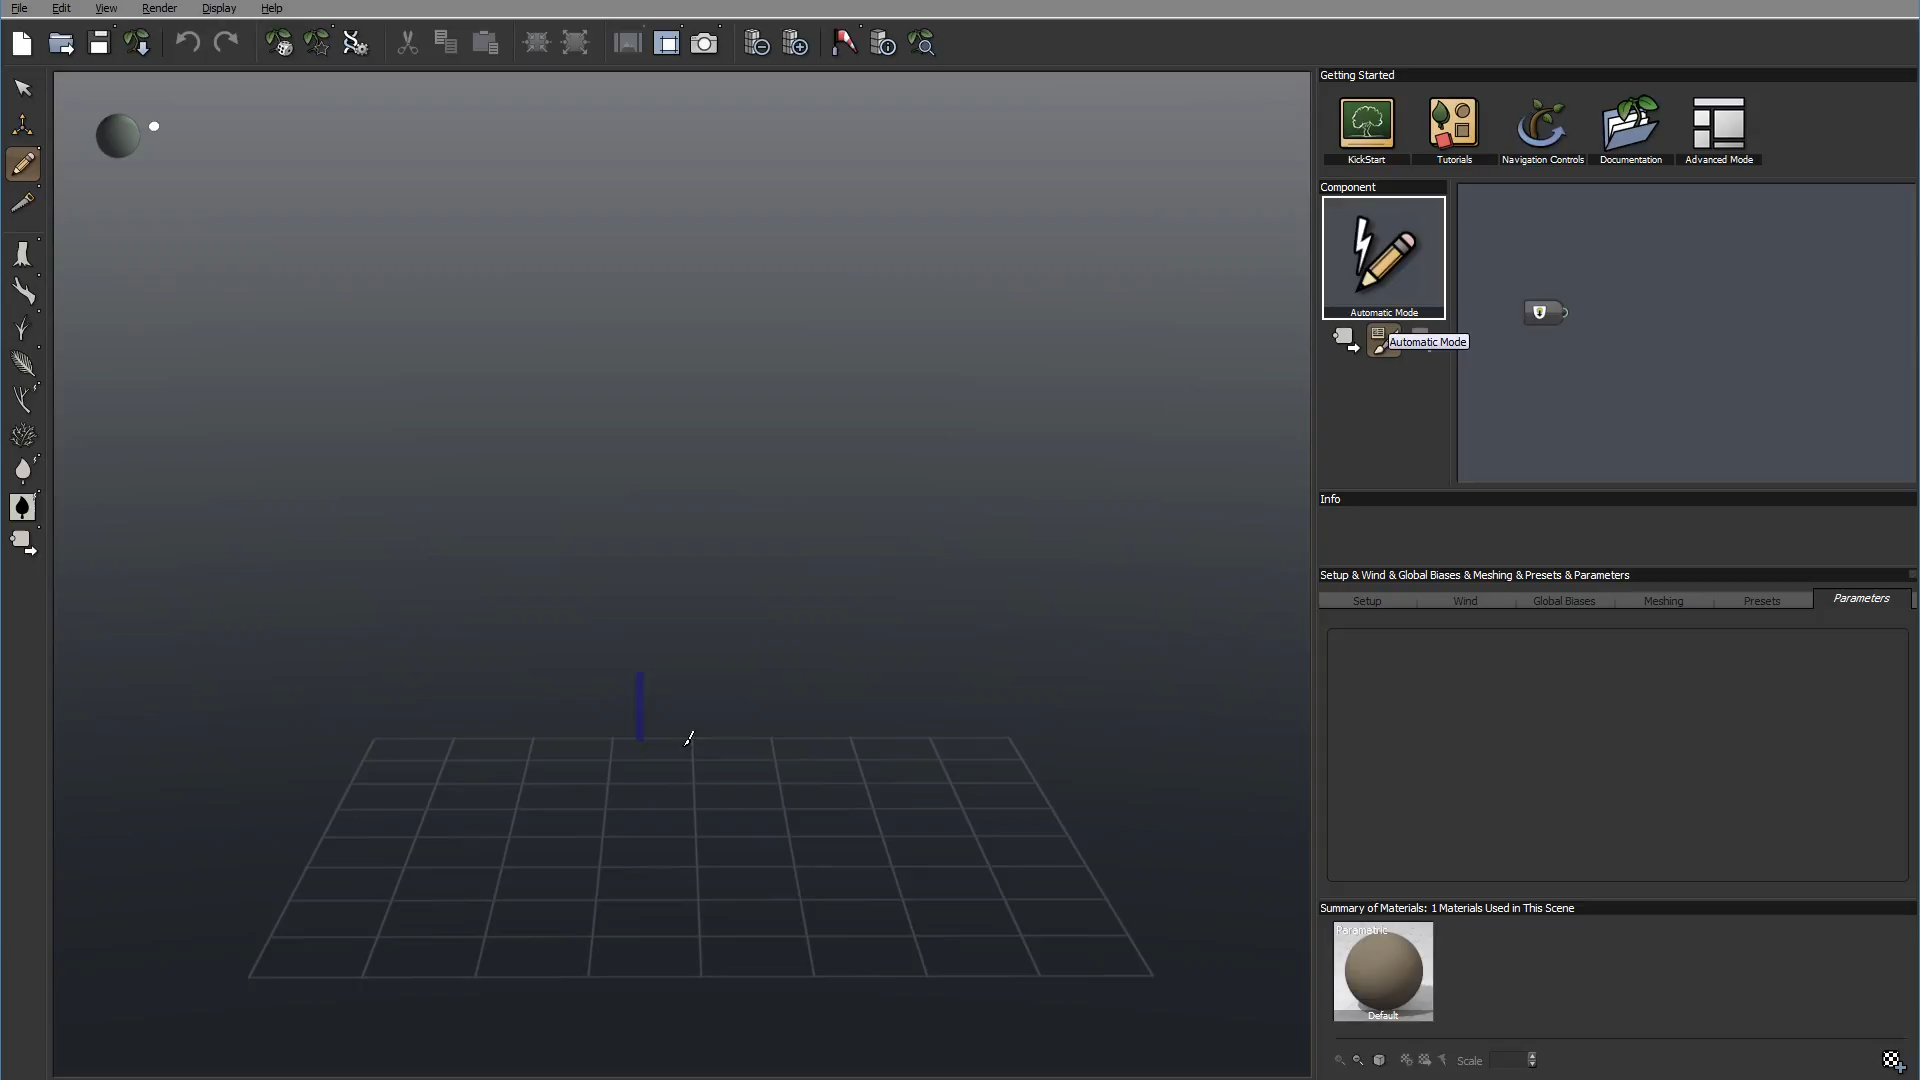 File Edit View Render Display Help
Getting Started
KickStart Tutorials Navigation Controls Documentation Advanced Mode
Component
Automatic Mode
Automatic Mode
Info
Setup & Wind & Global Biases & Meshing & Presets & Parameters
Setup Wind Global Biases Meshing Presets Parameters
Summary of Materials: 1 Materials Used in This Scene
Parametric
Default
Scale